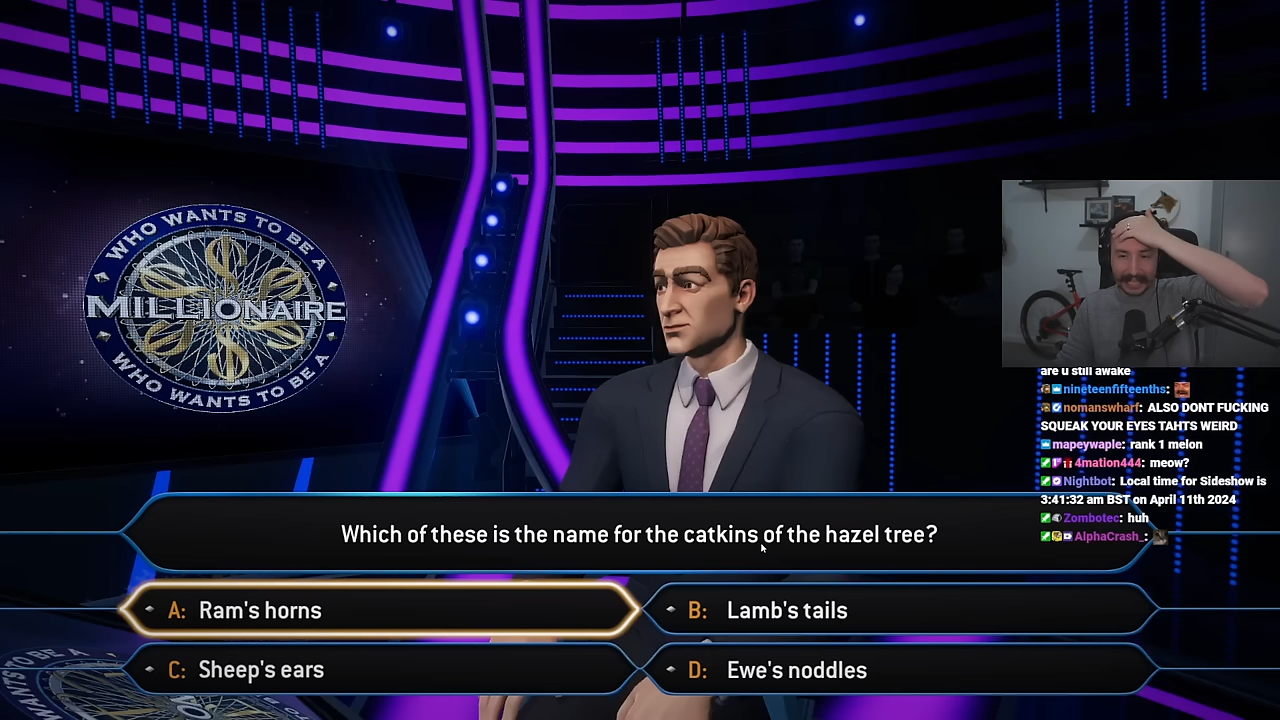 WHO WANTS TO BE A
MILLIONAIRE
WHO WANTS TO BE A
are u still awake
nineteenfifteenths:
nomanswharf: ALSO DONT FUCKING
SQUEAK YOUR EYES TAHTS WEIRD
mapeywaple: rank 1 melon
4mation444: meow?
Nightbot: Local time for Sideshow is
3:41:32 am BST on April 11th 2024
Zombotec: huh
AlphaCrash_:
Which of these is the name for the catkins of the hazel tree?
A: Ram's horns
B: Lamb's tails
C: Sheep's ears
D: Ewe's noddles